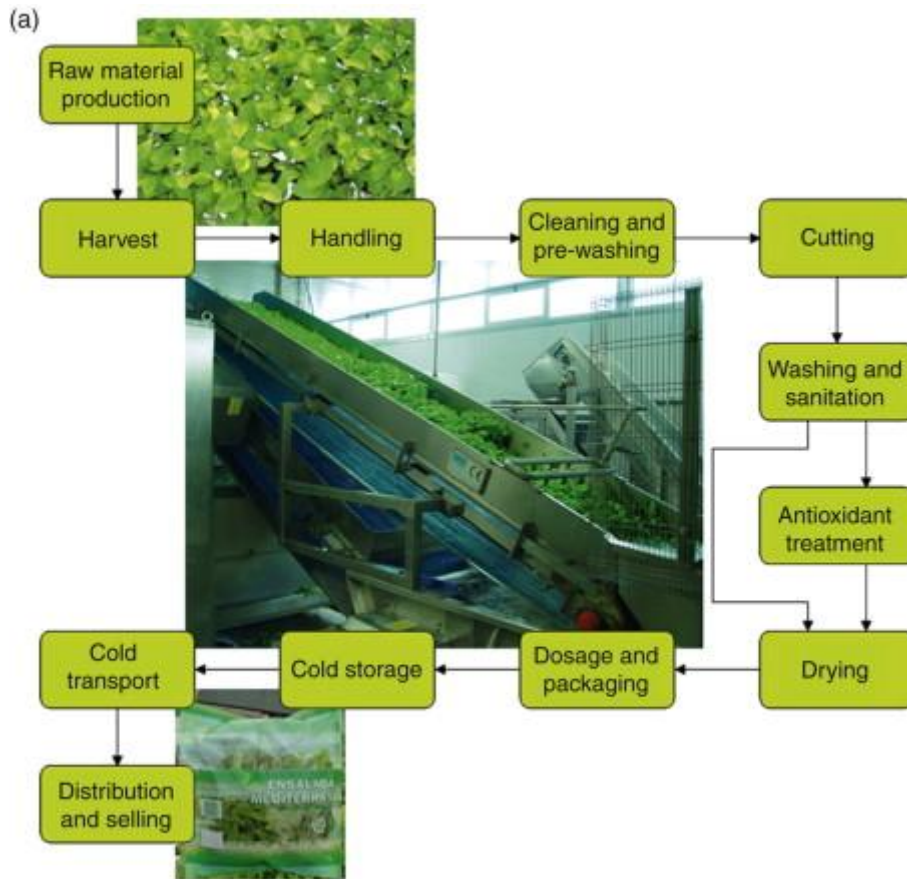 (a)
Raw material
production
Harvest
Handling
Cleaning and
pre-washing
Cutting
Washing and
sanitation
Antioxidant
treatment
Drying
Dosage and
packaging
Cold storage
Cold
transport
Distribution
and selling
ENSALADA
CE